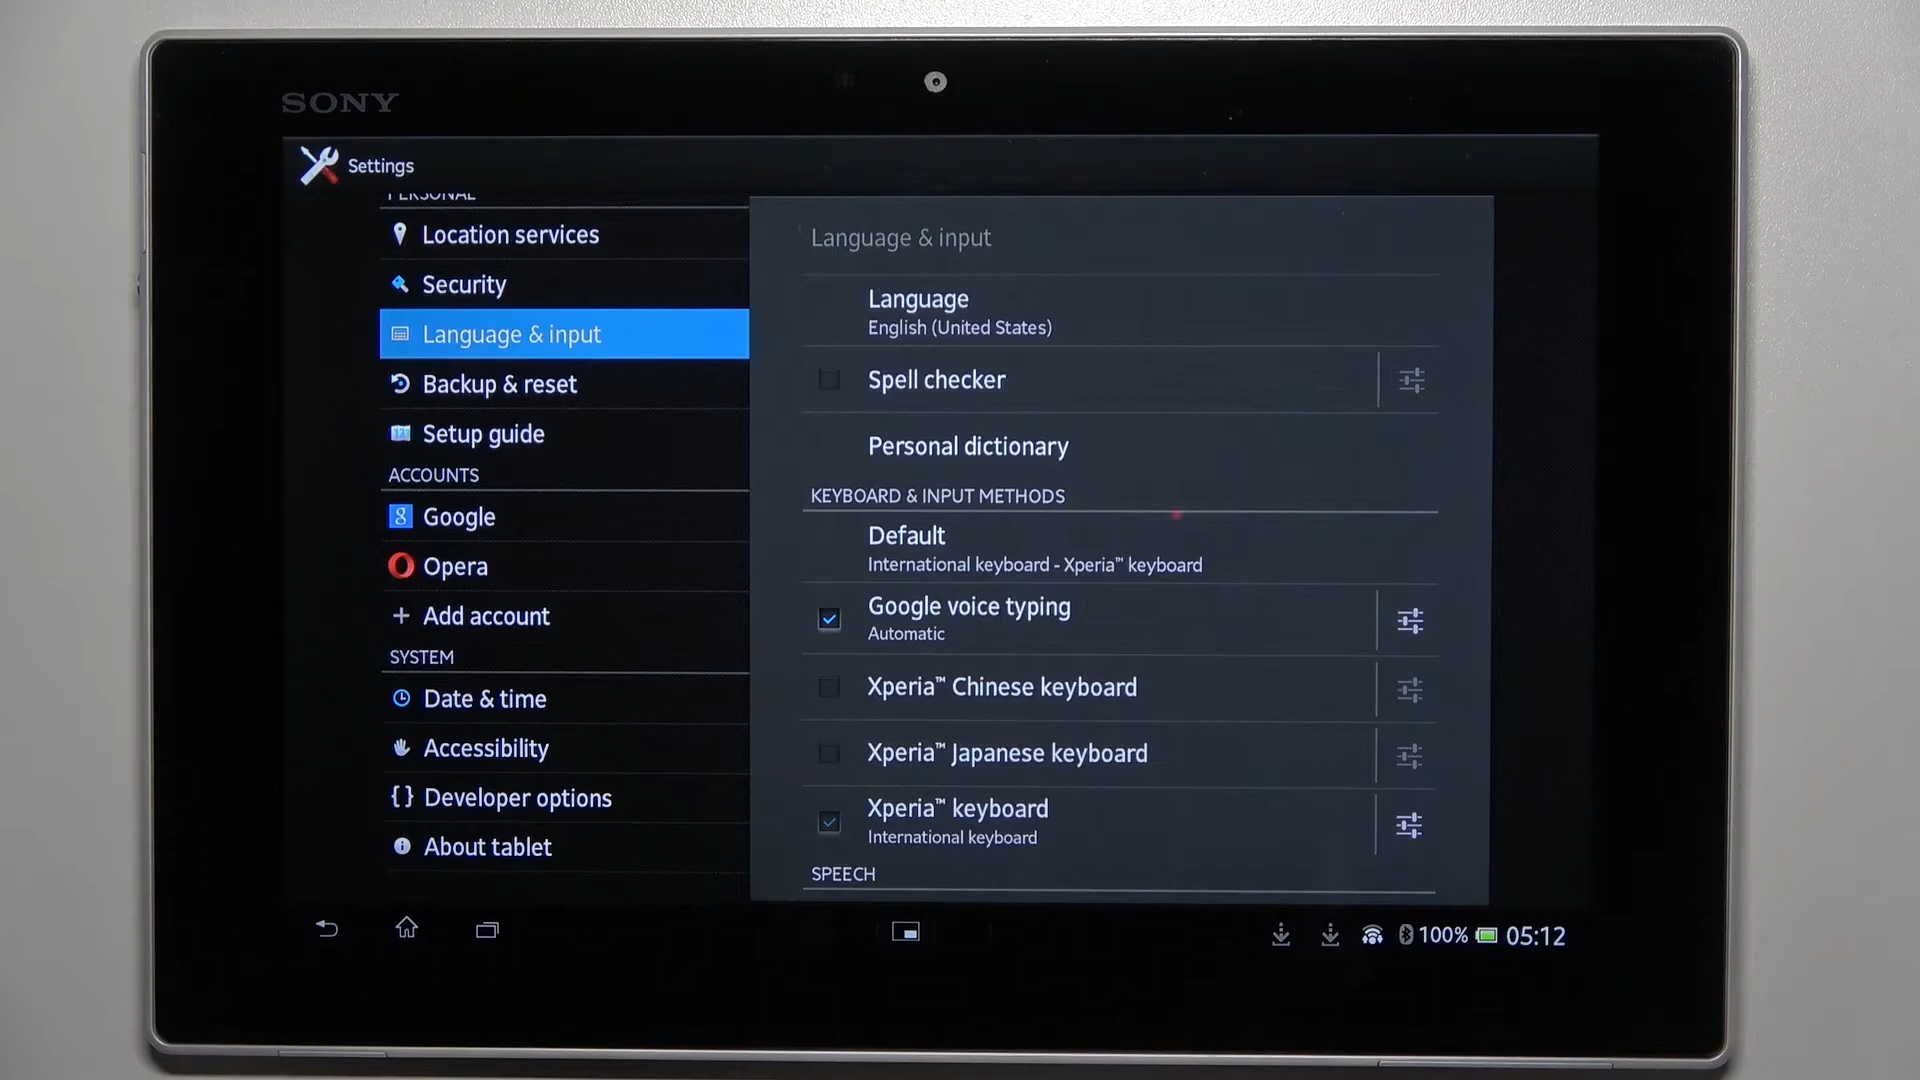 SONY
Settings
PERSONAL
Location services
Security
Language & input
Backup & reset
Setup guide
ACCOUNTS
Google
Opera
Add account
SYSTEM
Date & time
Accessibility
Developer options
About tablet
Language & input
Language
English (United States)
Spell checker
Personal dictionary
KEYBOARD & INPUT METHODS
Default
International keyboard - Xperia™ keyboard
Google voice typing
Automatic
Xperia™ Chinese keyboard
Xperia™ Japanese keyboard
Xperia™ keyboard
International keyboard
SPEECH
100% 05:12